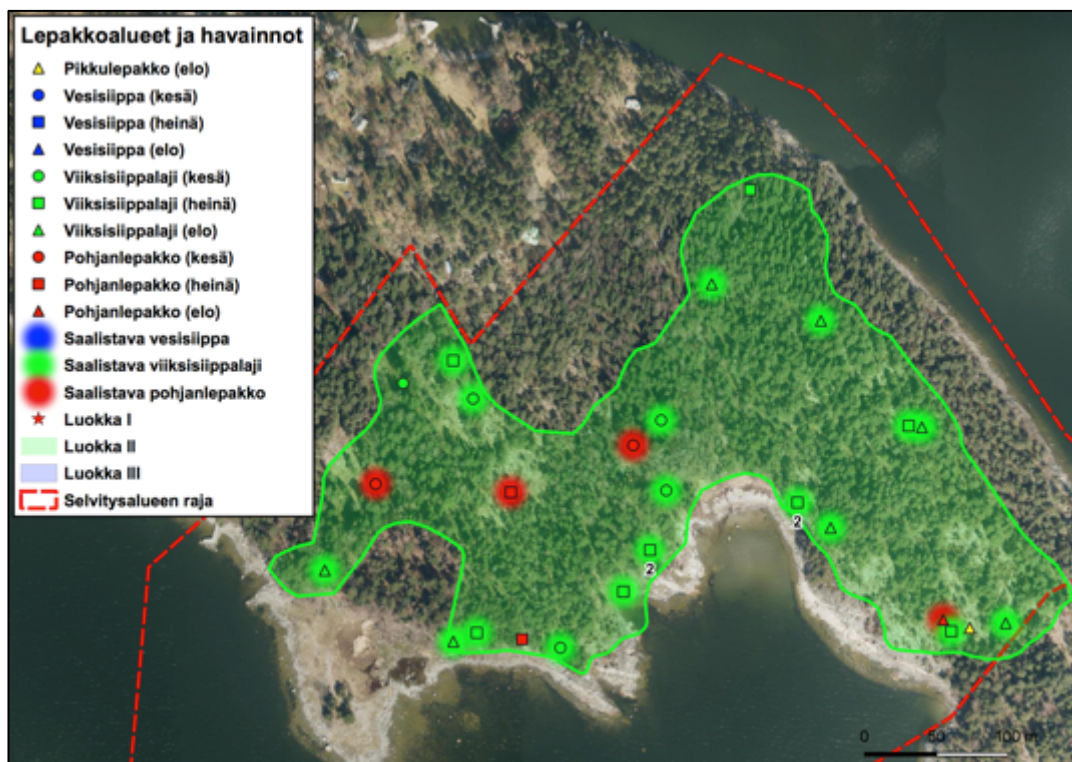 Lepakkoalueet ja havainnot
Pikkulepakko (elo)
Vesisiippa (kesä)
Vesisiippa (heinä)
Vesisiippa (elo)
Viiksisiippalaji (kesä)
Viiksisiippalaji (heinä)
Viiksisiippalaji (elo)
Pohjanlepakko (kesä)
Pohjanlepakko (heinä)
Pohjanlepakko (elo)
Saalistava vesisiippa
Saalistava viiksisiippalaji
Saalistava pohjanlepakko
Luokka I
Luokka II
Luokka III
Selvitysalueen raja
2
2
0 50 100 m